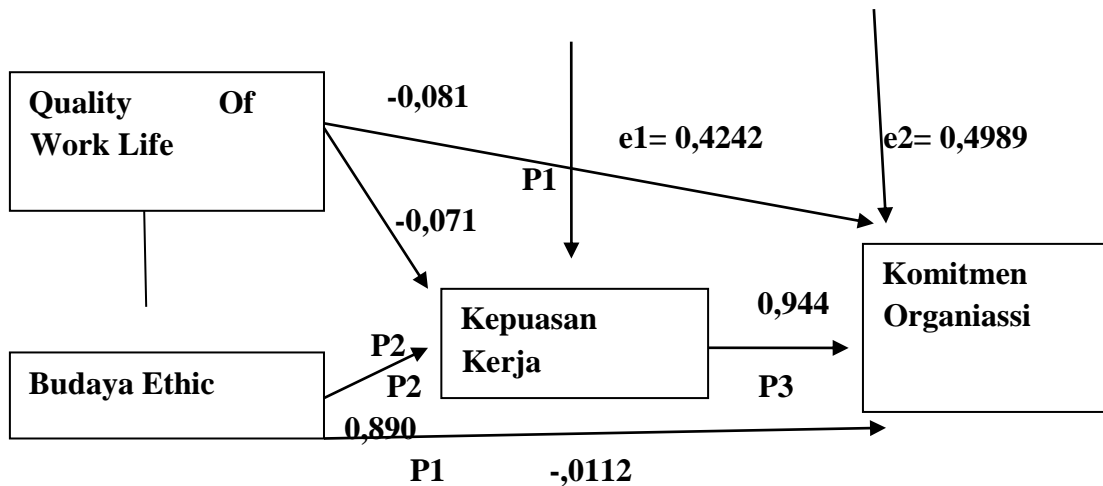 Quality Of
Work Life
-0,081
e1= 0,4242
e2= 0,4989
P1
-0,071
Komitmen
Organiassi
Kepuasan
Kerja
0,944
P2
P2
P3
Budaya Ethic
0,890
P1
-,0112